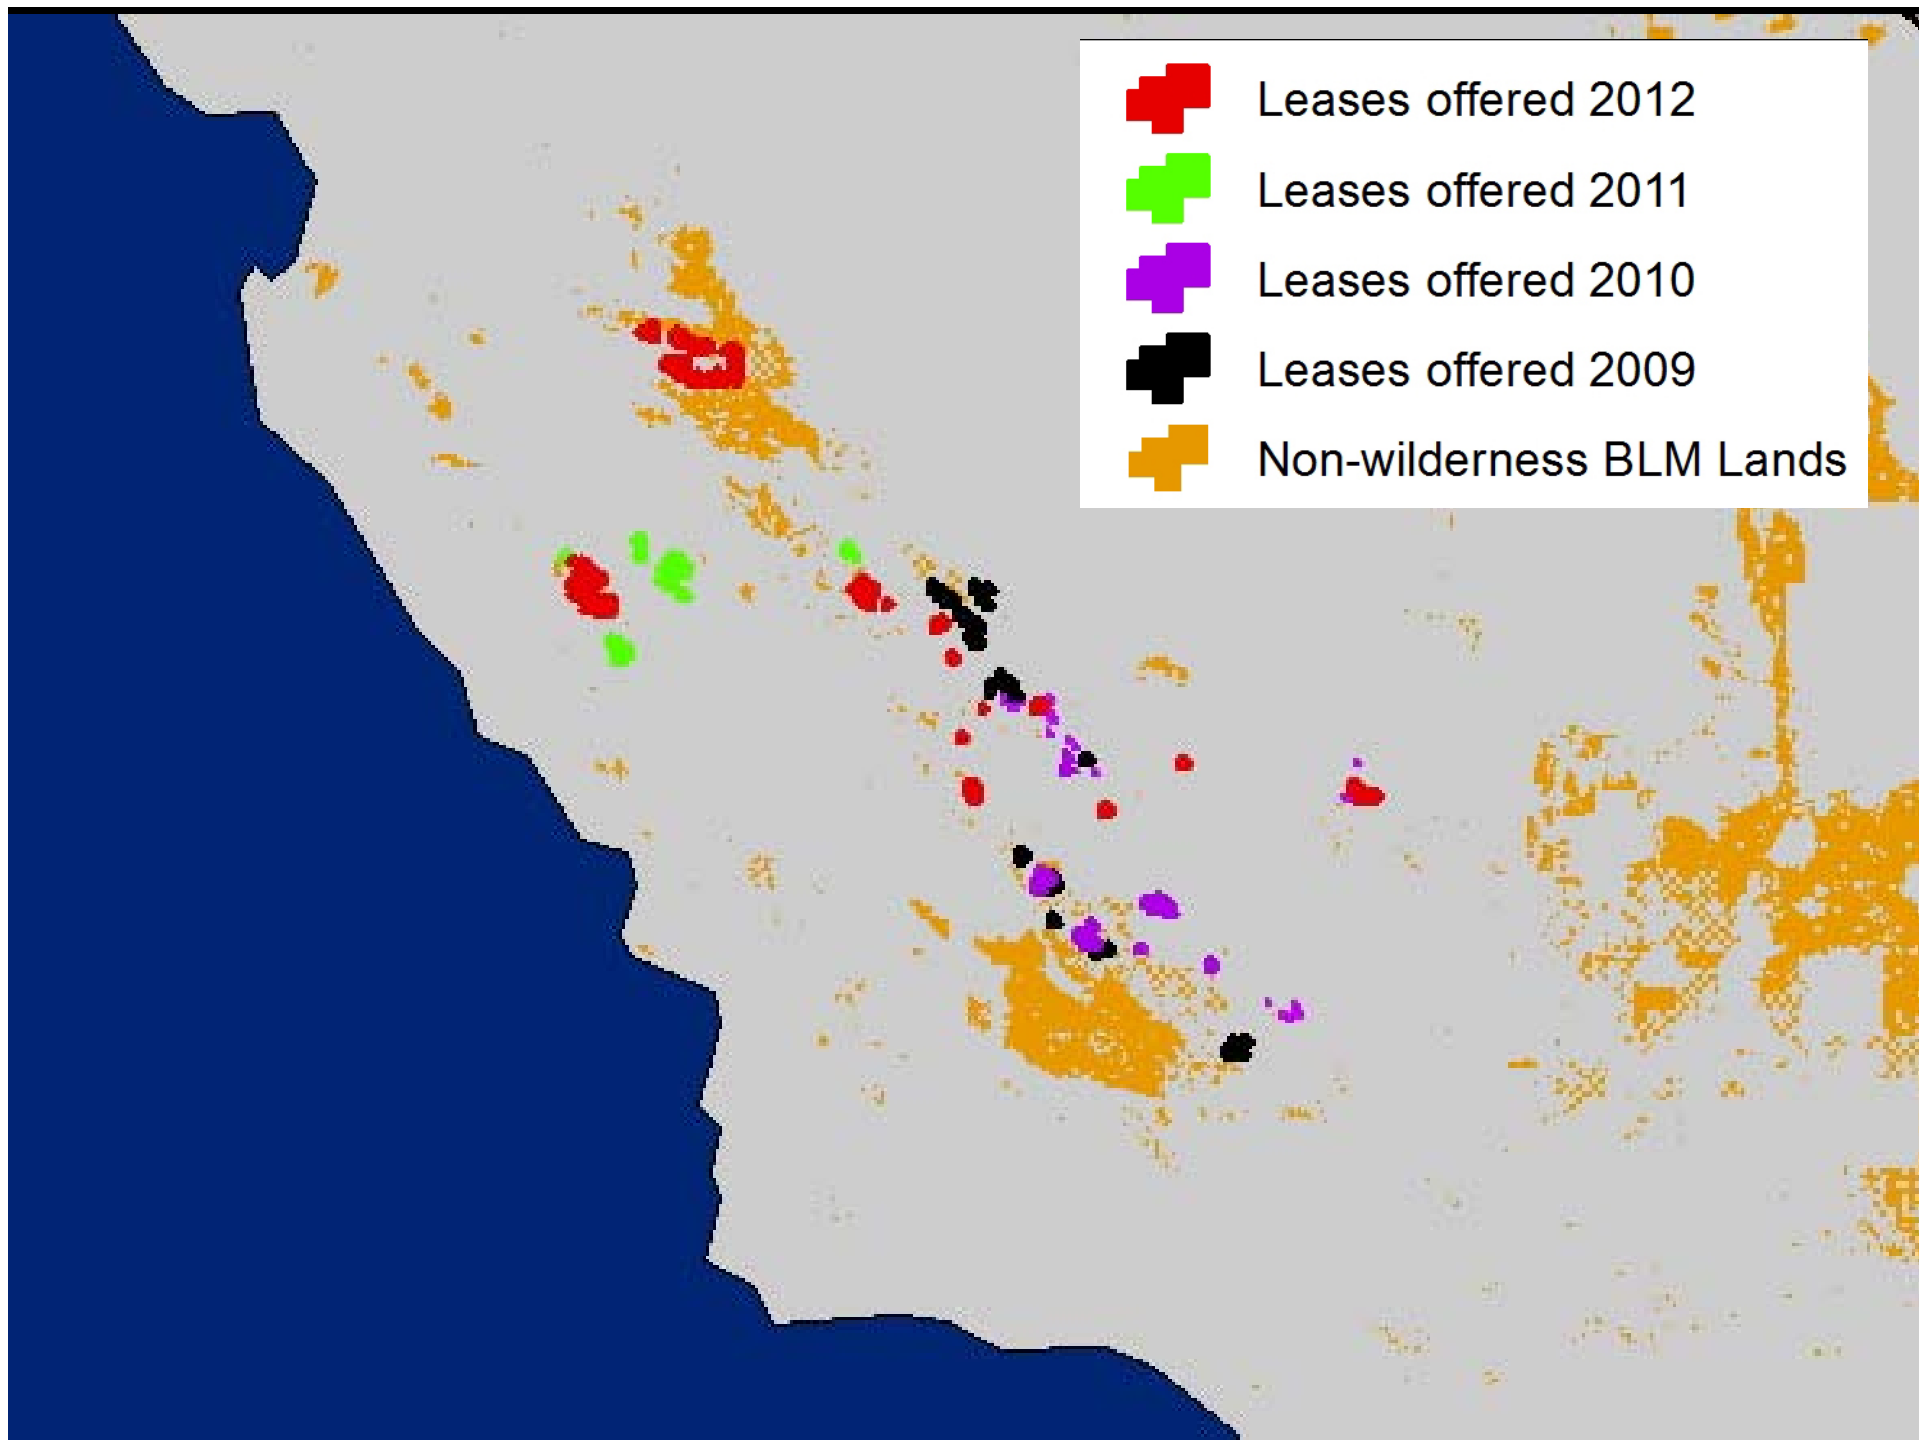 Leases offered 2012
Leases offered 2011
Leases offered 2010
Leases offered 2009
Non-wilderness BLM Lands